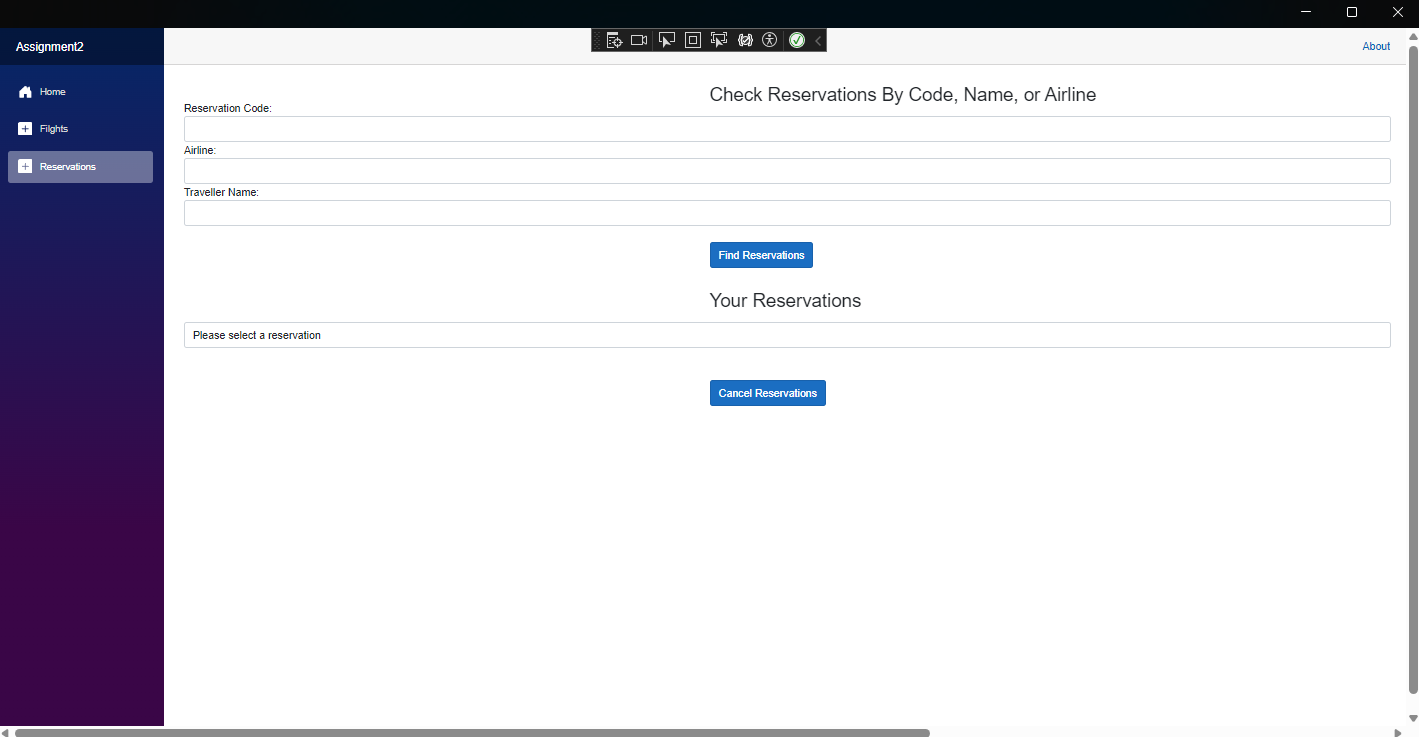 Assignment2
About
Home
Filghts
Reservations
Check Reservations By Code, Name, or Airline
Reservation Code:
Airline:
Traveller Name:
Find Reservations
Your Reservations
Please select a reservation
Cancel Reservations